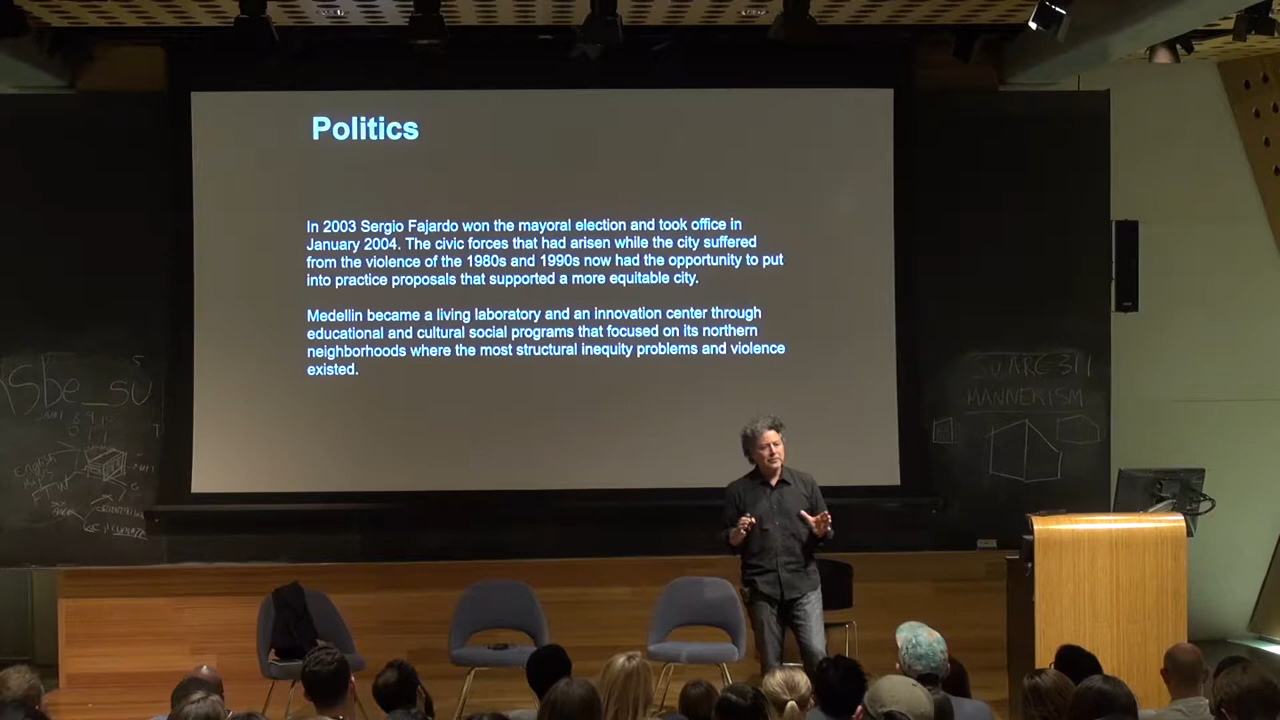 Politics
In 2003 Sergio Fajardo won the mayoral election and took office in
January 2004. The civic forces that had arisen while the city suffered
from the violence of the 1980s and 1990s now had the opportunity to put
into practice proposals that supported a more equitable city.
Medellin became a living laboratory and an innovation center through
educational and cultural social programs that focused on its northern
neighborhoods where the most structural inequity problems and violence
existed.
MANNERISM